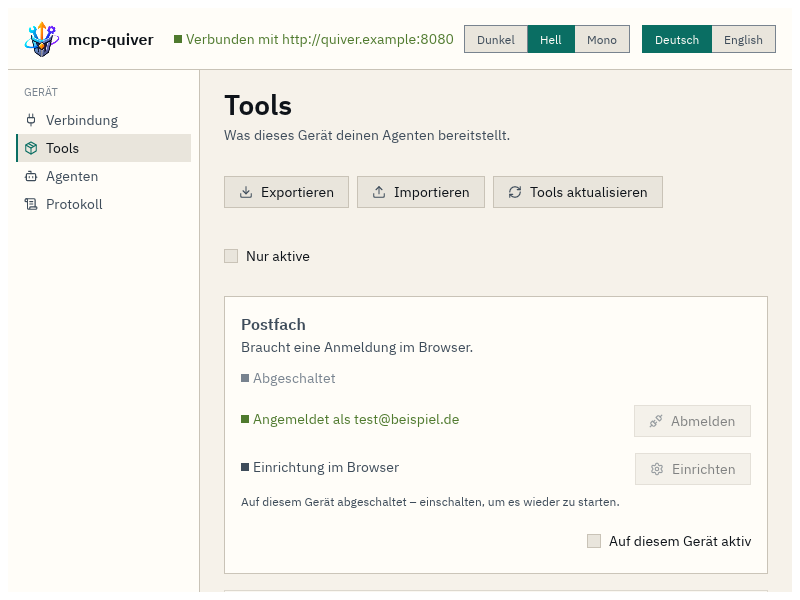 mcp-quiver
Verbunden mit http://quiver.example:8080
Dunkel
Hell
Mono
Deutsch
English
GERÄT
Verbindung
Tools
Agenten
Protokoll
Tools
Was dieses Gerät deinen Agenten bereitstellt.
Exportieren
Importieren
Tools aktualisieren
Nur aktive
Postfach
Braucht eine Anmeldung im Browser.
Abgeschaltet
Angemeldet als test@beispiel.de
Abmelden
Einrichtung im Browser
Einrichten
Auf diesem Gerät abgeschaltet – einschalten, um es wieder zu starten.
Auf diesem Gerät aktiv